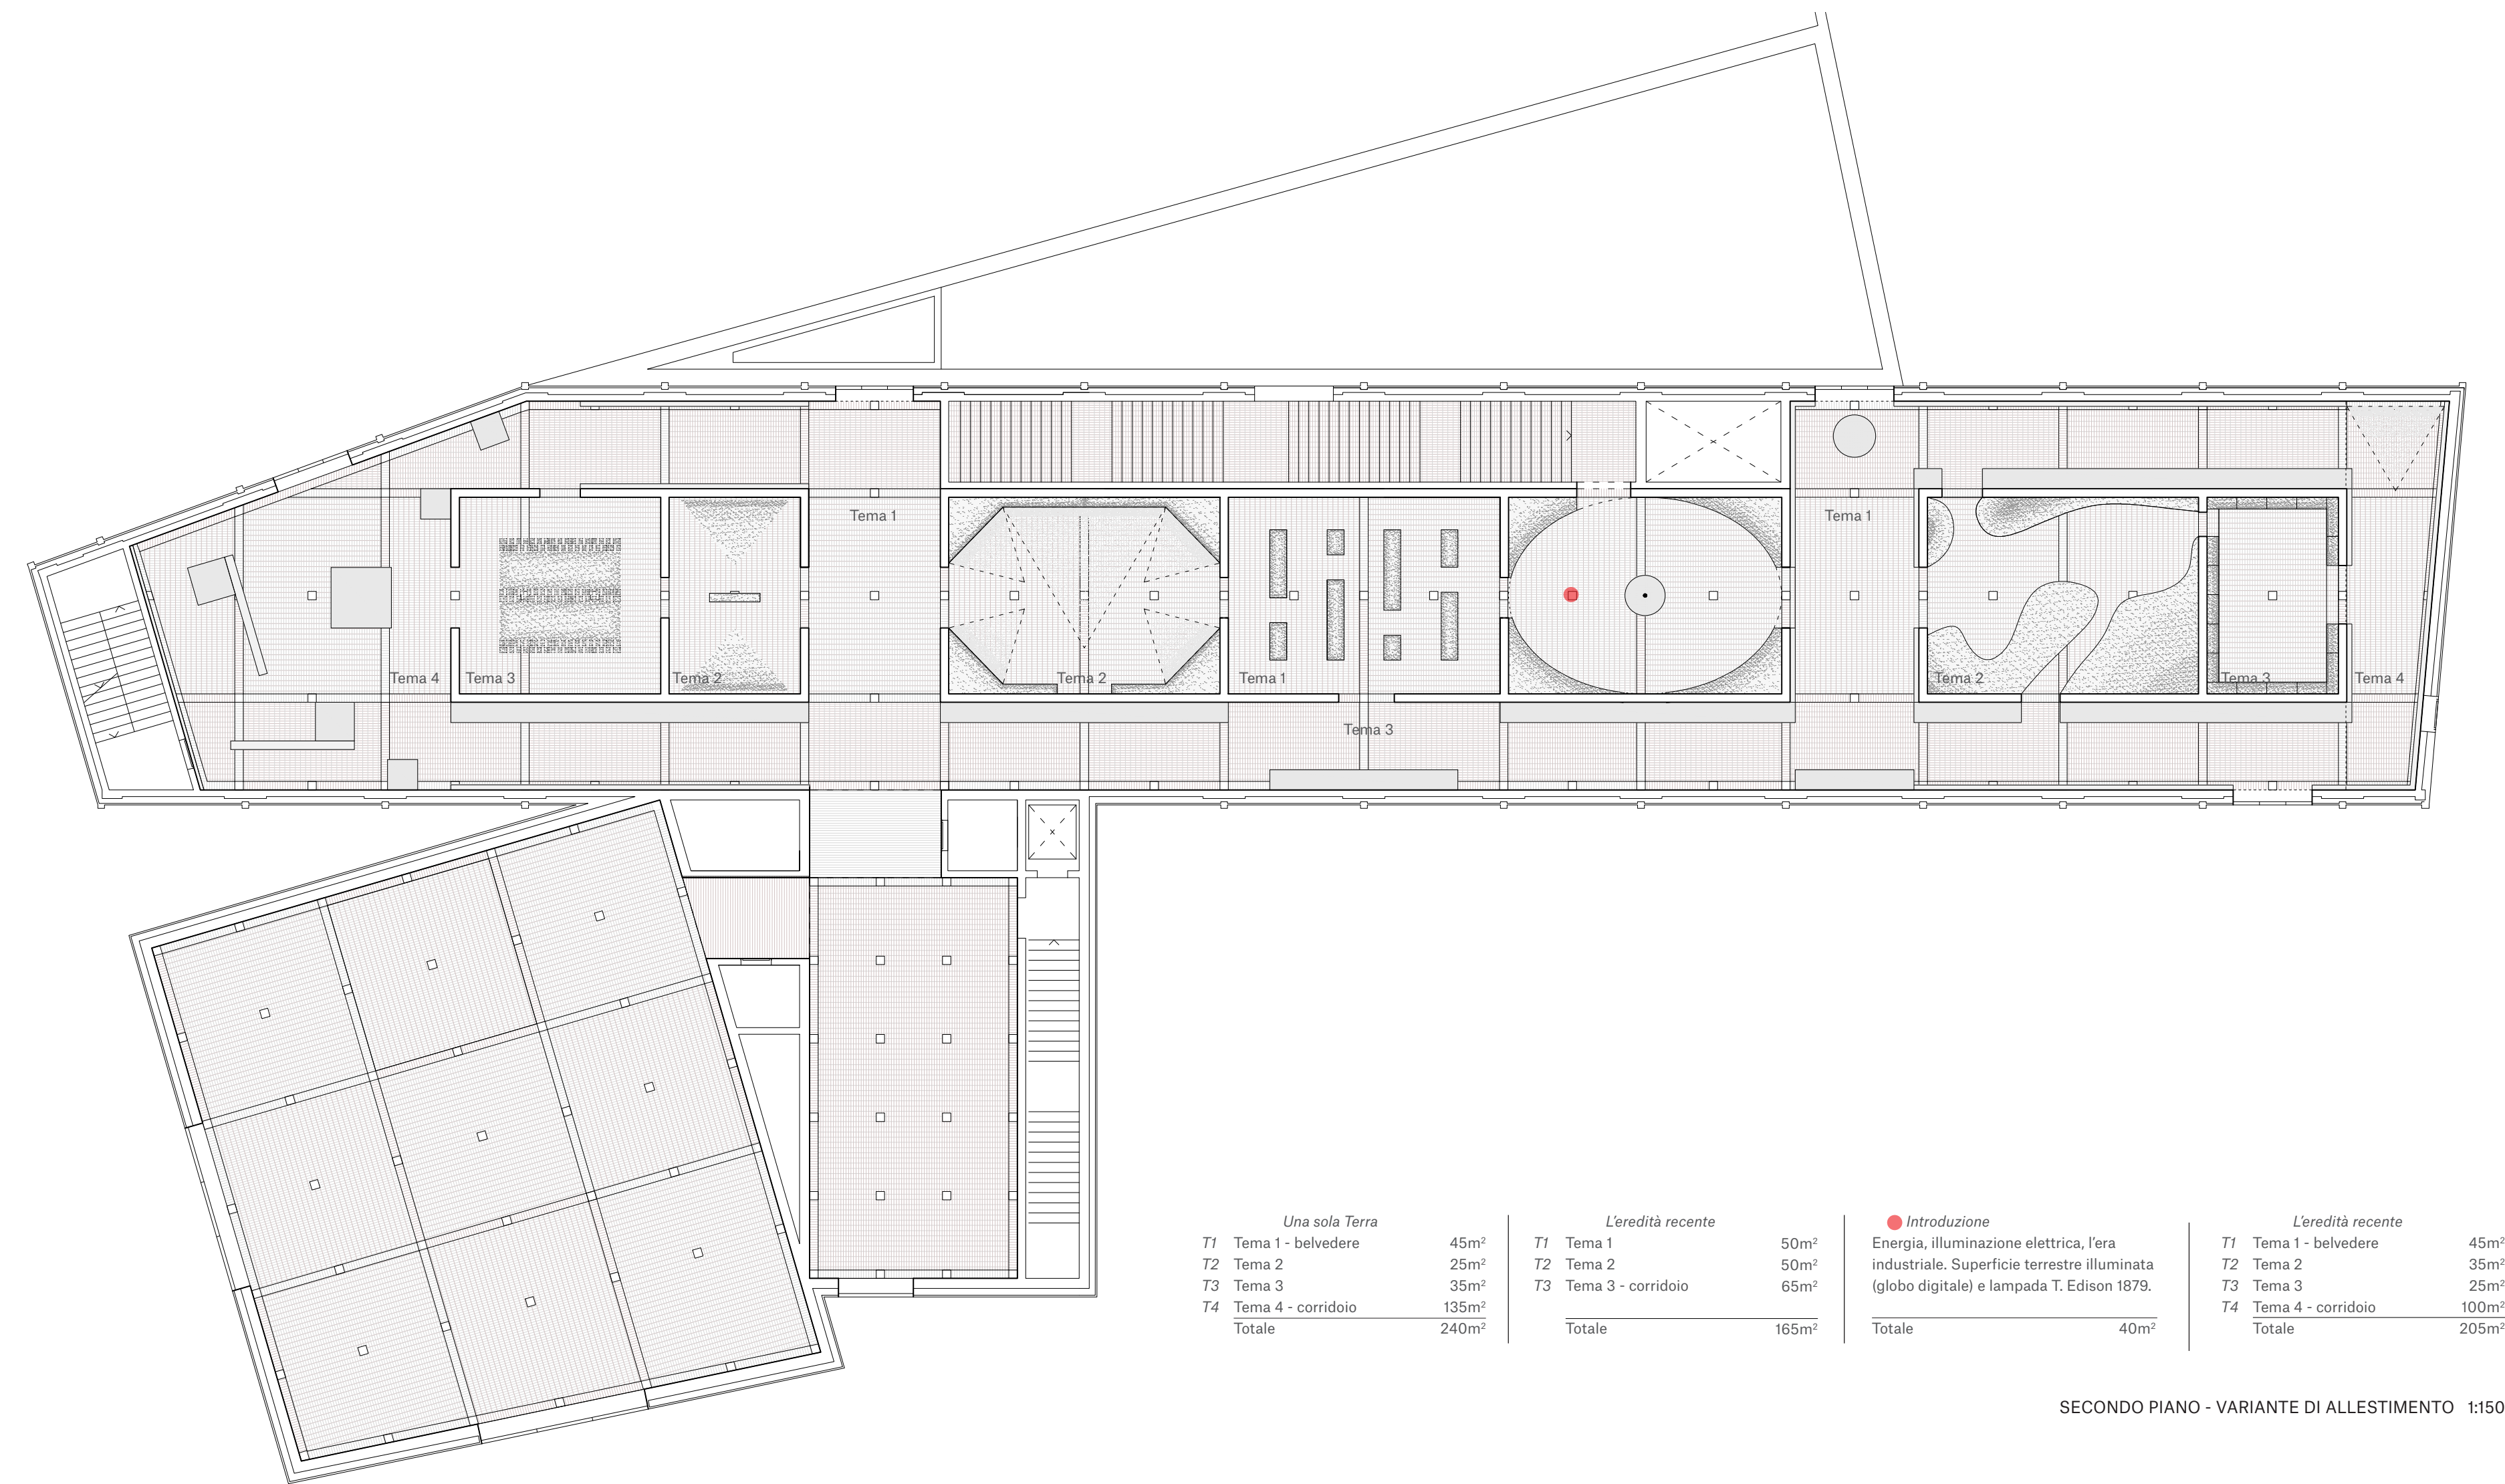 Tema 1
Tema 1
Tema 4
Tema 3
Tema 2
Tema 2
Tema 1
Tema 2
Tema 3
Tema 4
Tema 3
Una sola Terra
T1 Tema 1 - belvedere 45m²
T2 Tema 2 25m²
T3 Tema 3 35m²
T4 Tema 4 - corridoio 135m²
Totale 240m²
L'eredità recente
T1 Tema 1 50m²
T2 Tema 2 50m²
T3 Tema 3 - corridoio 65m²
Totale 165m²
Introduzione
Energia, illuminazione elettrica, l'era
industriale. Superficie terrestre illuminata
(globo digitale) e lampada T. Edison 1879.
Totale 40m²
L'eredità recente
T1 Tema 1 - belvedere 45m²
T2 Tema 2 35m²
T3 Tema 3 25m²
T4 Tema 4 - corridoio 100m²
Totale 205m²
SECONDO PIANO - VARIANTE DI ALLESTIMENTO 1:150